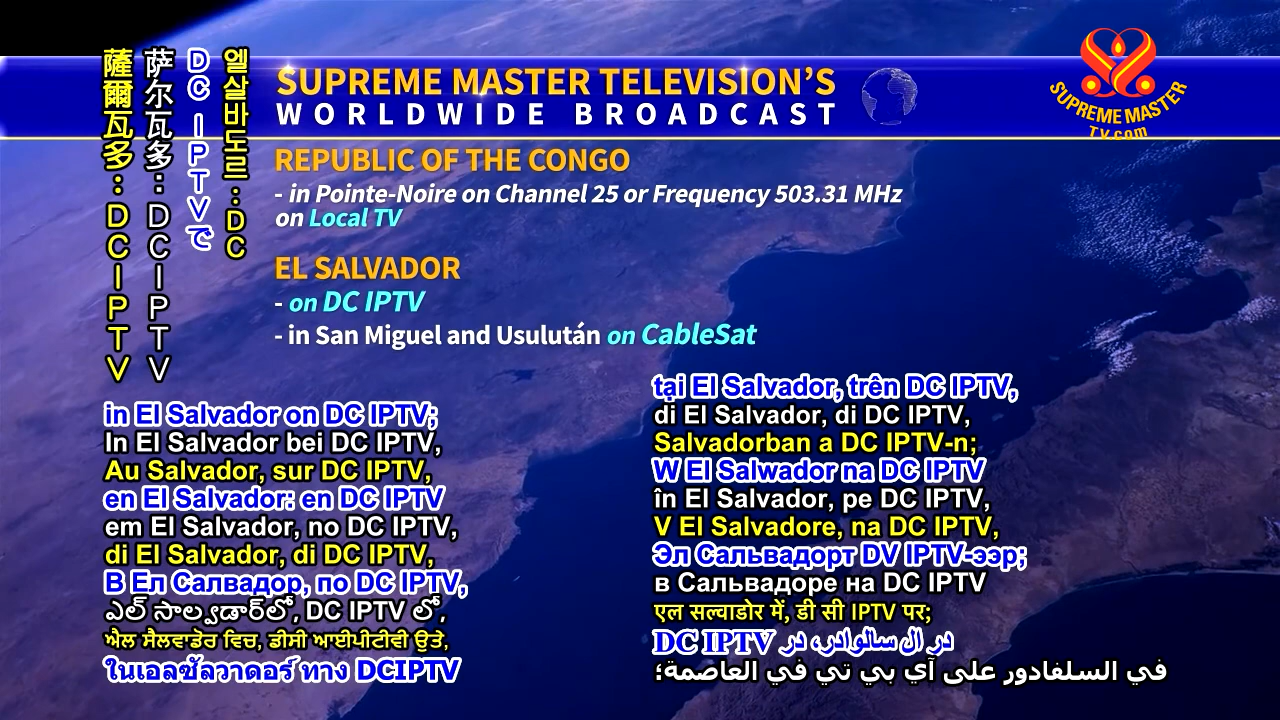 薩爾瓦多：DCIPTV
萨尔瓦多：DCIPTV
DC IPTVで
엘살바도르：DC
SUPREME MASTER TELEVISION’S
WORLDWIDE BROADCAST
SUPREME MASTER
TV.com
REPUBLIC OF THE CONGO
- in Pointe-Noire on Channel 25 or Frequency 503.31 MHz
on Local TV
EL SALVADOR
- on DC IPTV
- in San Miguel and Usulután on CableSat
in El Salvador on DC IPTV;
In El Salvador bei DC IPTV,
Au Salvador, sur DC IPTV,
en El Salvador: en DC IPTV
em El Salvador, no DC IPTV,
di El Salvador, di DC IPTV,
В Ел Салвадор, по DC IPTV,
ఎల్ సాల్వడార్‌లో, DC IPTV లో,
ਐਲ ਸੈਲਵਾਡੋਰ ਵਿਚ, ਡੀਸੀ ਆਈਪੀਟੀਵੀ ਉਤੇ,
ในเอลซัลวาดอร์ ทาง DCIPTV
tại El Salvador, trên DC IPTV,
di El Salvador, di DC IPTV,
Salvadorban a DC IPTV-n;
W El Salwador na DC IPTV
în El Salvador, pe DC IPTV,
V El Salvadore, na DC IPTV,
Эл Сальвадорт DV IPTV-ээр;
в Сальвадоре на DC IPTV
एल सल्वाडोर में, डी सी IPTV पर;
در ال سالوادر، در DC IPTV
في السلفادور على آي بي تي في العاصمة؛